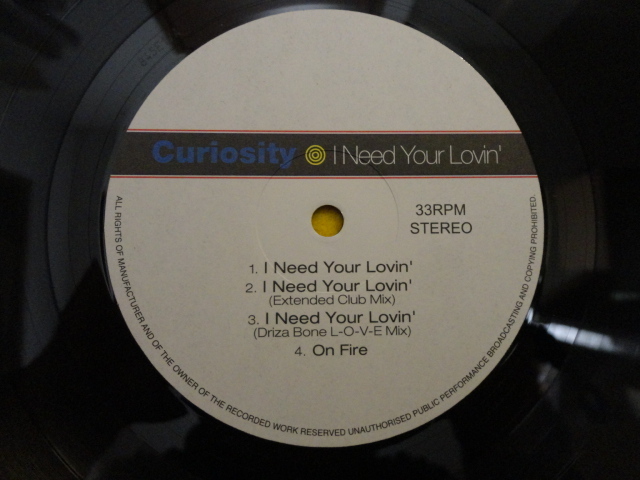 Curiosity I Need Your Lovin'
33RPM
STEREO
1. I Need Your Lovin'
2. I Need Your Lovin'
(Extended Club Mix)
3. I Need Your Lovin'
(Driza Bone L-O-V-E Mix)
4. On Fire
ALL RIGHTS OF MANUFACTURER AND OF THE OWNER OF THE RECORDED WORK RESERVED UNAUTHORISED PUBLIC PERFORMANCE BROADCASTING AND COPYING PROHIBITED.